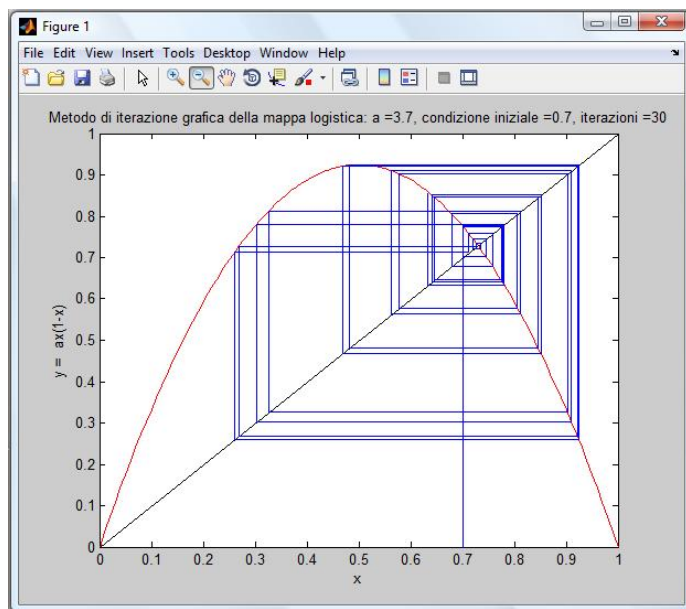 Figure 1
File Edit View Insert Tools Desktop Window Help
Metodo di iterazione grafica della mappa logistica: a =3.7, condizione iniziale =0.7, iterazioni =30
1
0.9
0.8
0.7
0.6
0.5
0.4
0.3
0.2
0.1
0
y = ax(1-x)
0 0.1 0.2 0.3 0.4 0.5 0.6 0.7 0.8 0.9 1
x